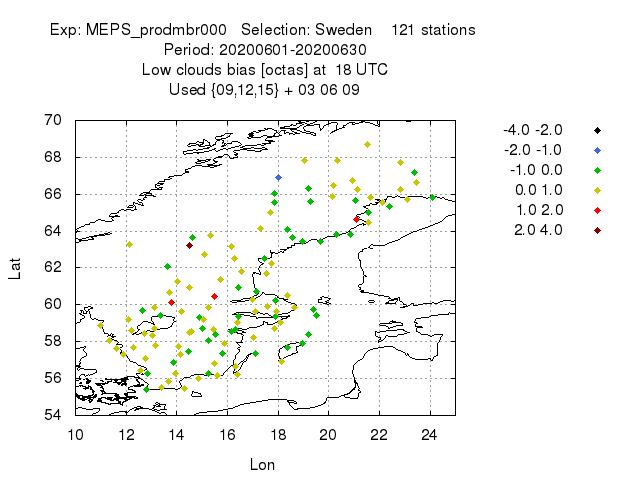 Exp: MEPS_prodmbr000 Selection: Sweden 121 stations
Period: 20200601-20200630
Low clouds bias [octas] at 18 UTC
Used {09,12,15} + 03 06 09
70
68
66
64
62
60
58
56
54
Lat
10 12 14 16 18 20 22 24
Lon
-4.0 -2.0
-2.0 -1.0
-1.0 0.0
0.0 1.0
1.0 2.0
2.0 4.0